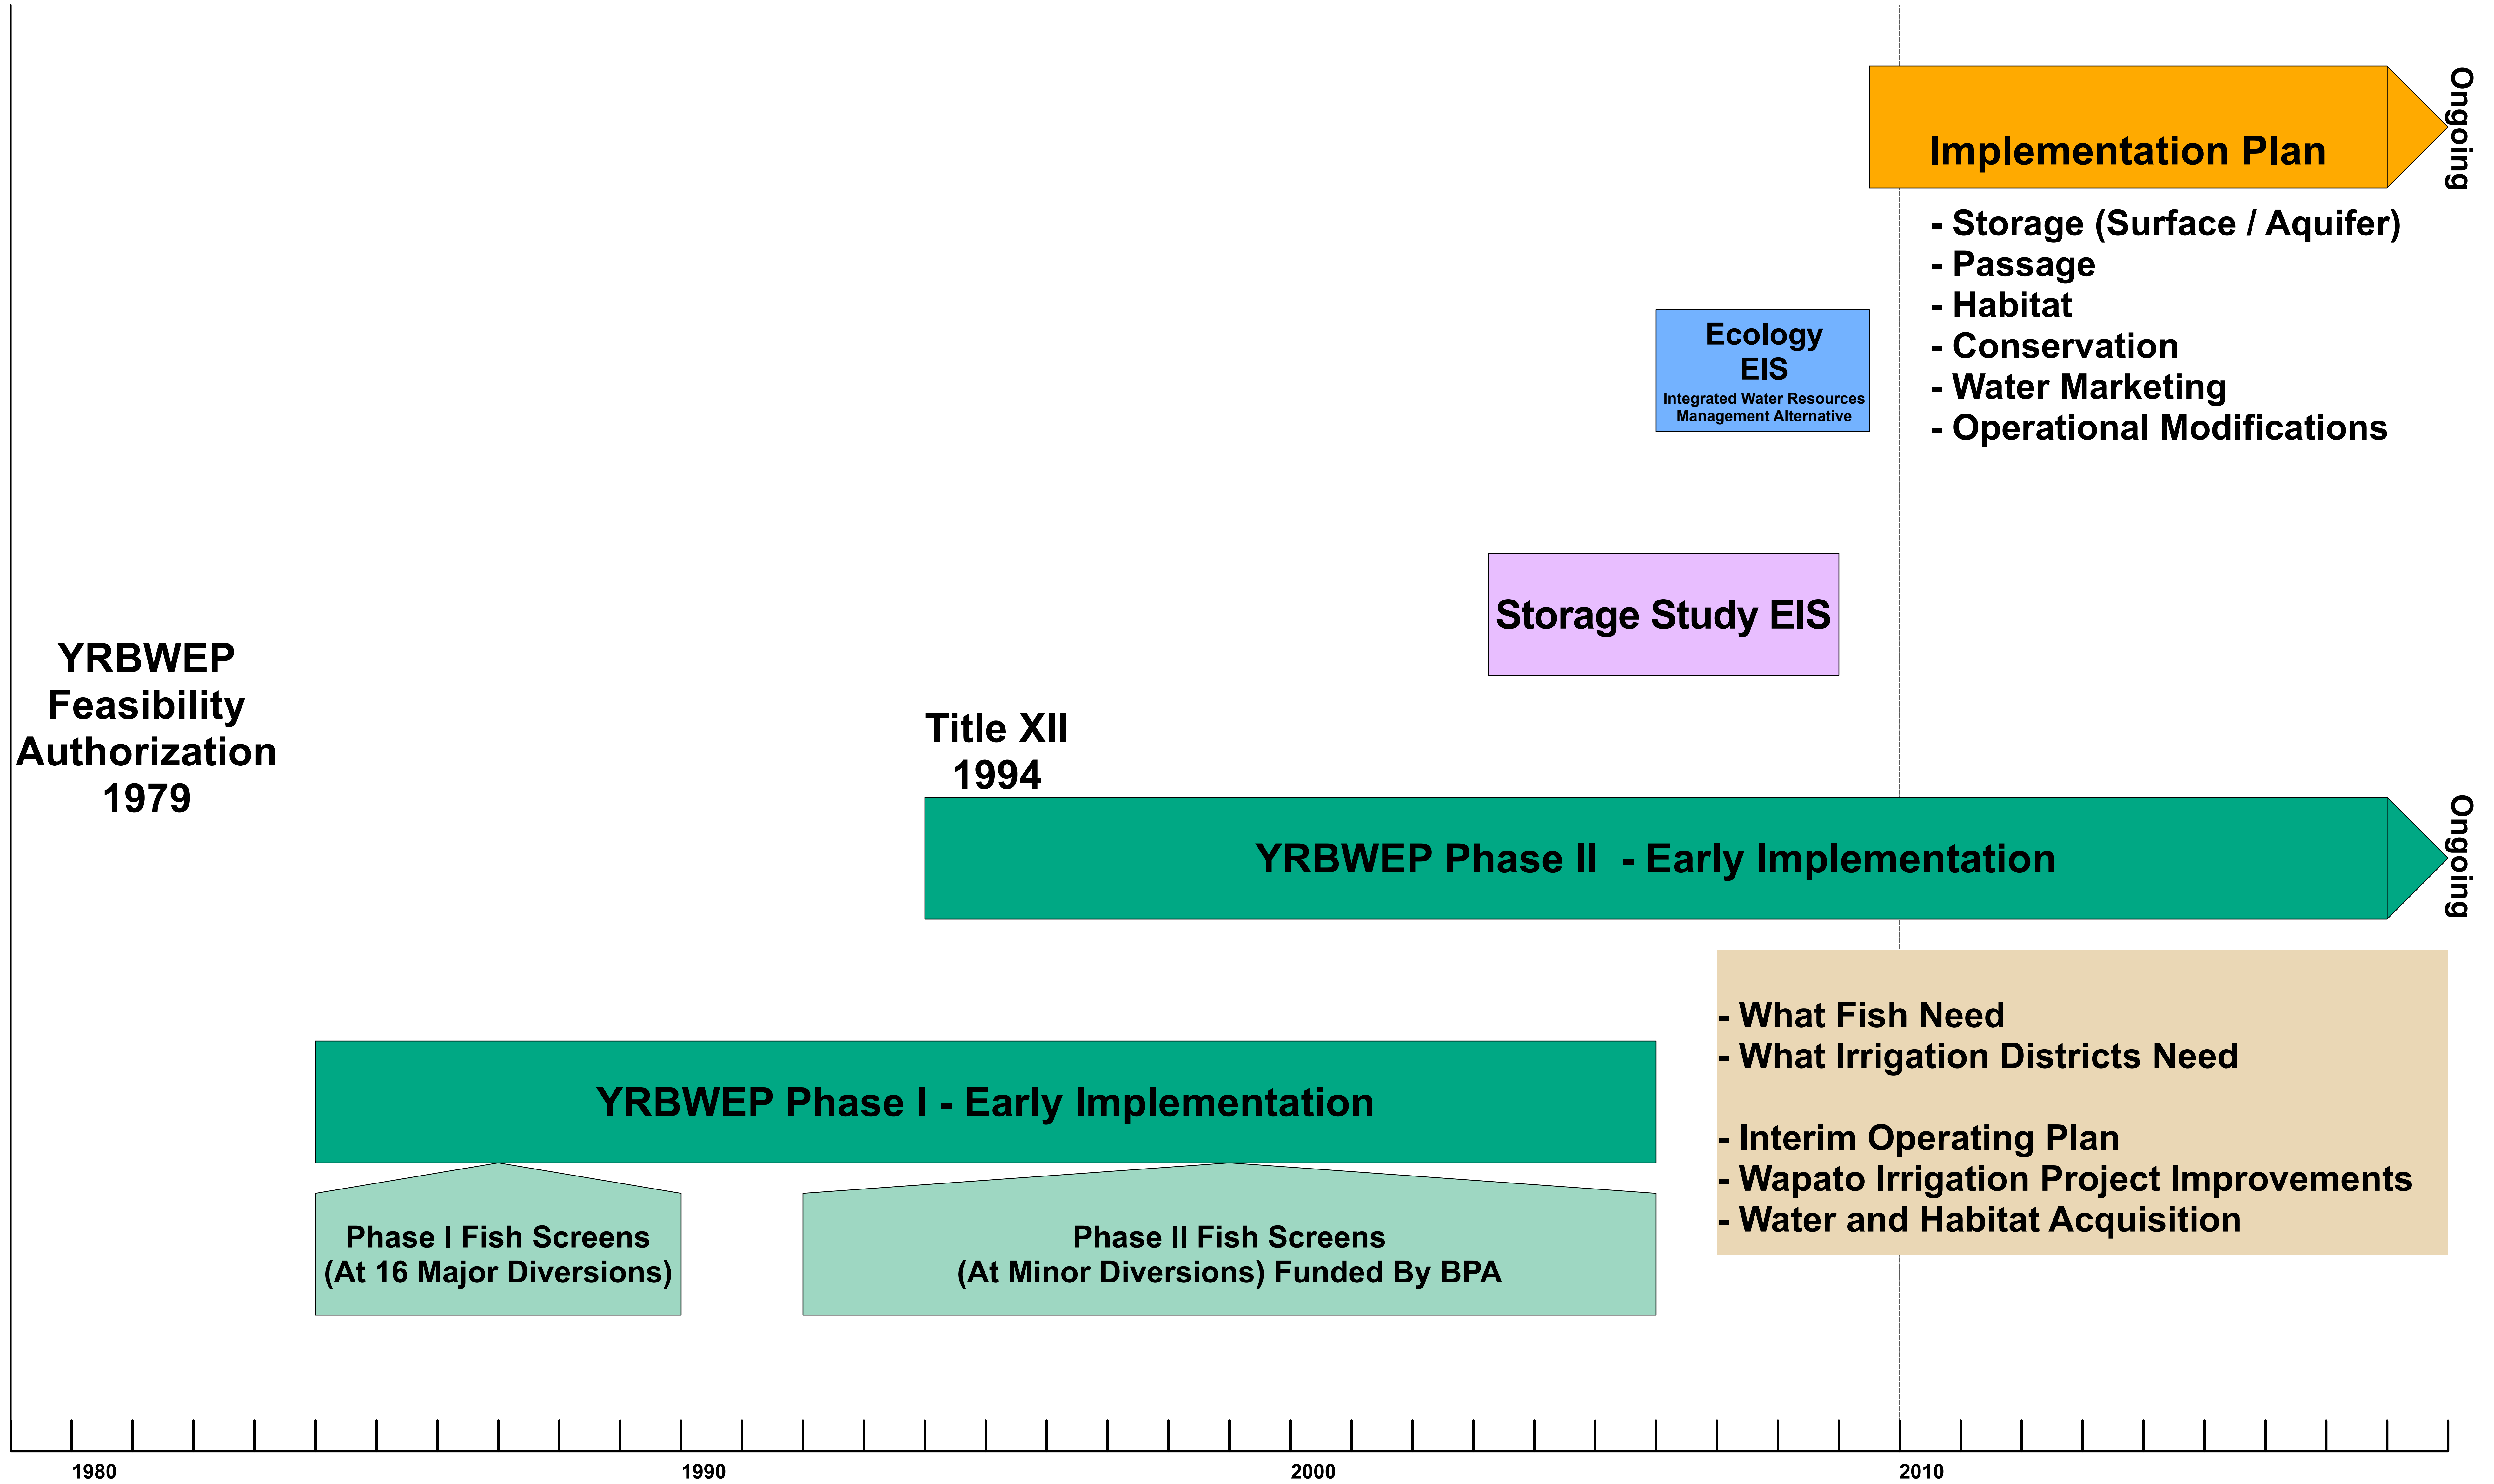 Ongoing
Implementation Plan
- Storage (Surface / Aquifer)
- Passage
- Habitat
- Conservation
- Water Marketing
- Operational Modifications
Ecology
EIS
Integrated Water Resources
Management Alternative
Storage Study EIS
YRBWEP
Feasibility
Authorization
1979
Title XII
1994
YRBWEP Phase II  - Early Implementation
Ongoing
- What Fish Need
- What Irrigation Districts Need
- Interim Operating Plan
- Wapato Irrigation Project Improvements
- Water and Habitat Acquisition
YRBWEP Phase I - Early Implementation
Phase I Fish Screens
(At 16 Major Diversions)
Phase II Fish Screens
(At Minor Diversions) Funded By BPA
1980
1990
2000
2010